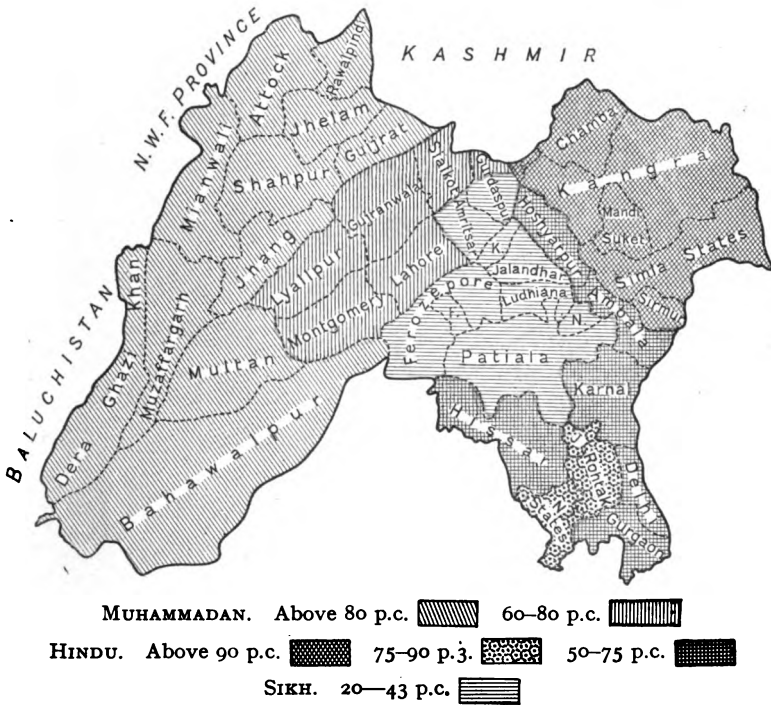 KASHMIR
N.W.F. PROVINCE
Rawalpindi
Attock
Jhelam
Gujrat
Mianwali
Shahpur
Sialkot
Gurdaspur
Chamba
Kangra
Gujranwala
Amritsar
Hoshyarpur
Mandi
Suket
Jhang
K.
Simla States
Lyallpur
Lahore
Jalandhar
Khan
Ludhiana
Ambala
Sirmur
BALUCHISTAN
Muzaffargarh
Montgomery
Ferozepore
F.
N.
Dera Ghazi
Multan
Patiala
Karnal
Bahawalpur
Hissar
J.
Rohtak
Delhi
N.
States
Gurgaon
MUHAMMADAN. Above 80 p.c. 60–80 p.c.
HINDU. Above 90 p.c. 75–90 p.3. 50–75 p.c.
SIKH. 20—43 p.c.